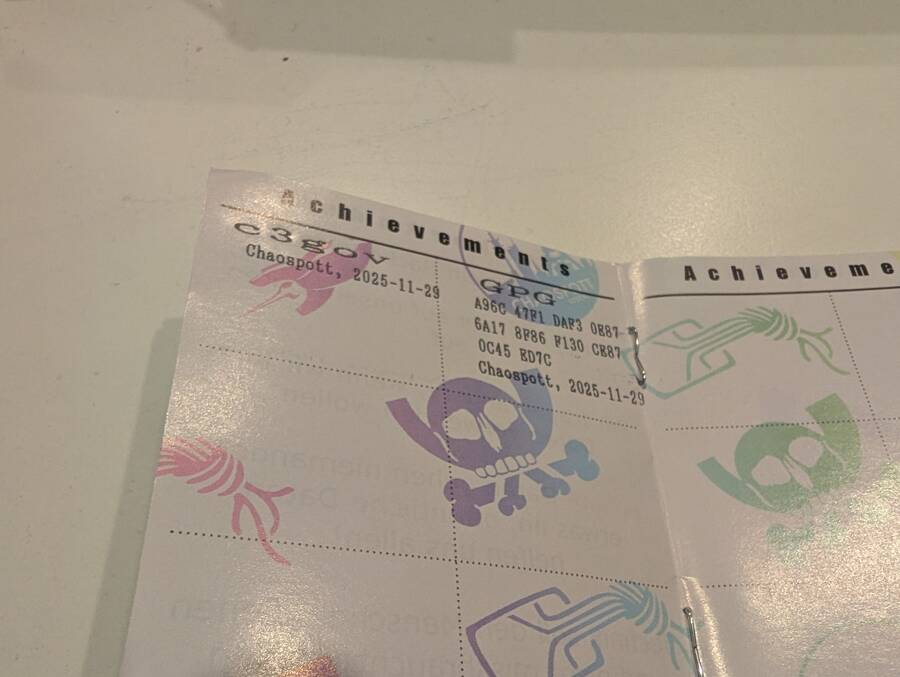 Achievements
c3gov
Chaospott, 2025-11-29
GPG
A96C 47F1 DAF3 0E87
6A17 8F86 F130 CE87
0C45 ED7C
Chaospott, 2025-11-29
Achieveme